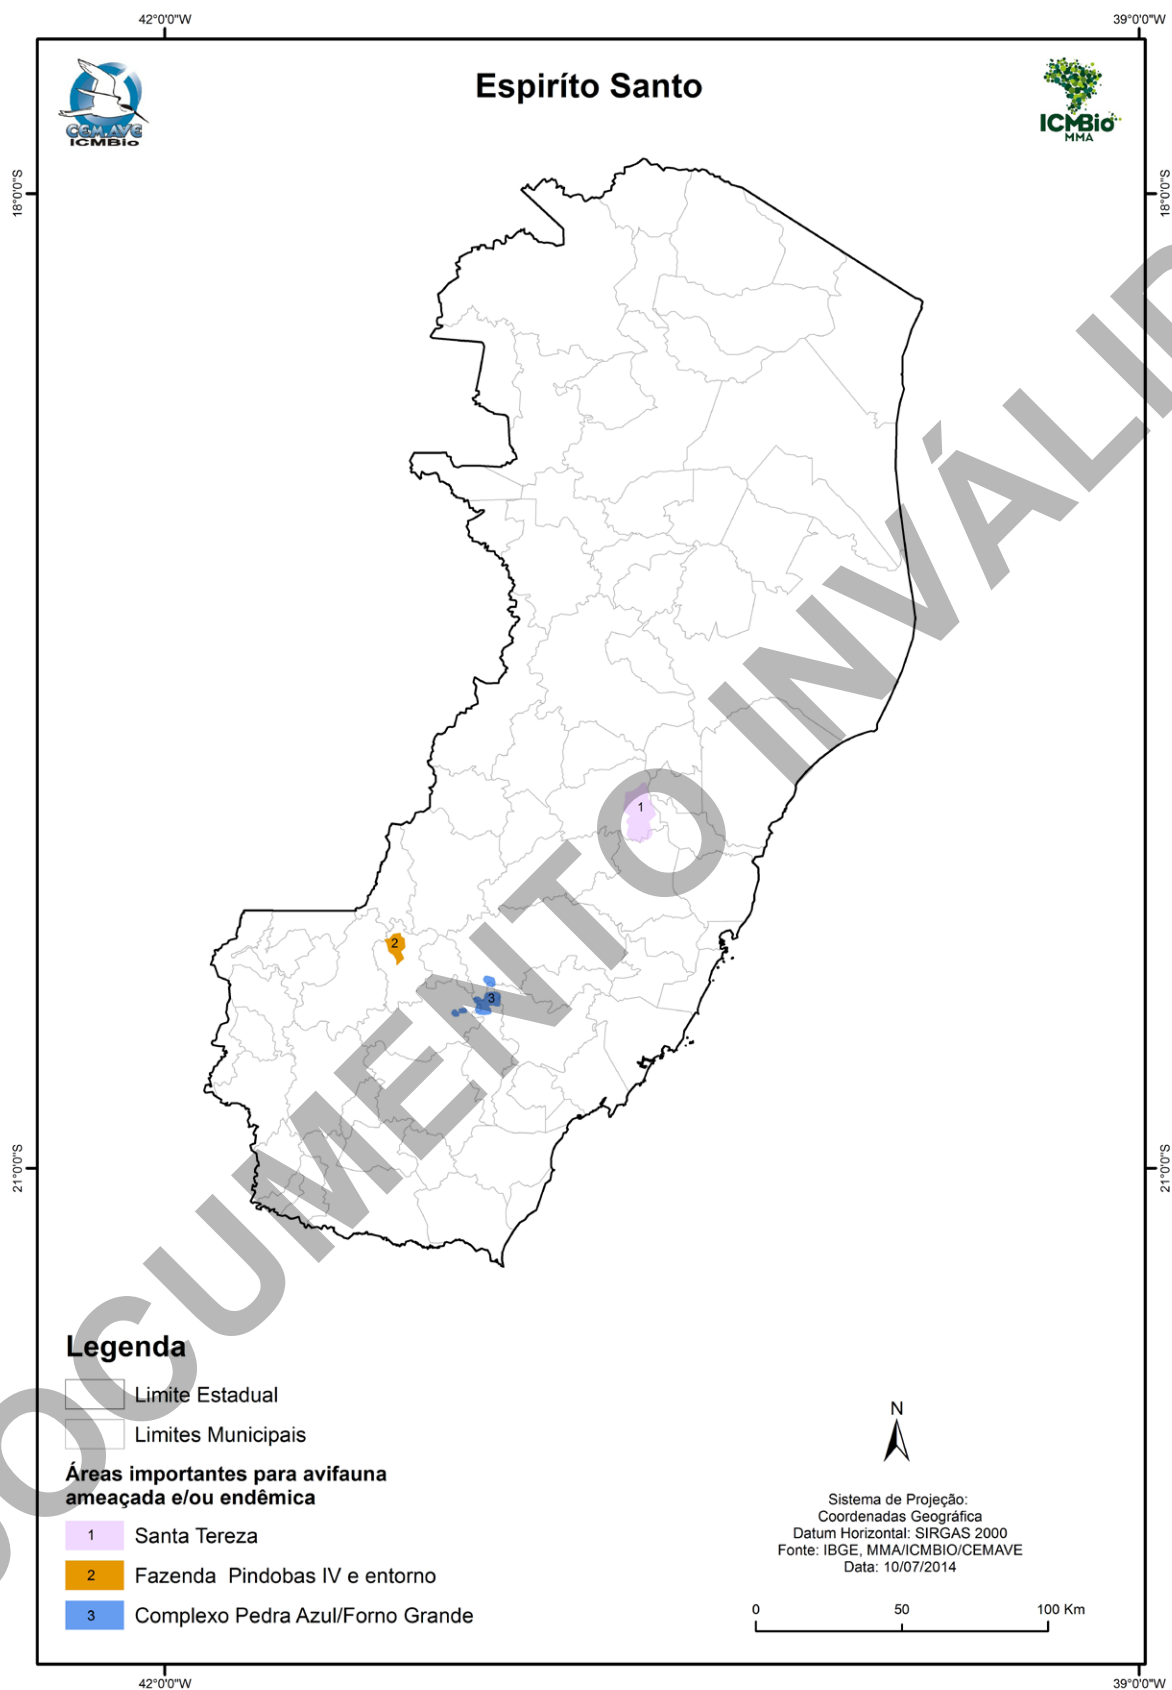 42°0'0"W
39°0'0"W
CEMAVE
ICMBio
Espiríto Santo
ICMBio
MMA
18°0'0"S
18°0'0"S
1
2
3
21°0'0"S
21°0'0"S
DOCUMENTO INVÁLID
Legenda
Limite Estadual
Limites Municipais
Áreas importantes para avifauna
ameaçada e/ou endêmica
1 Santa Tereza
2 Fazenda Pindobas IV e entorno
3 Complexo Pedra Azul/Forno Grande
N
Sistema de Projeção:
Coordenadas Geográfica
Datum Horizontal: SIRGAS 2000
Fonte: IBGE, MMA/ICMBIO/CEMAVE
Data: 10/07/2014
0 50 100 Km
42°0'0"W
39°0'0"W